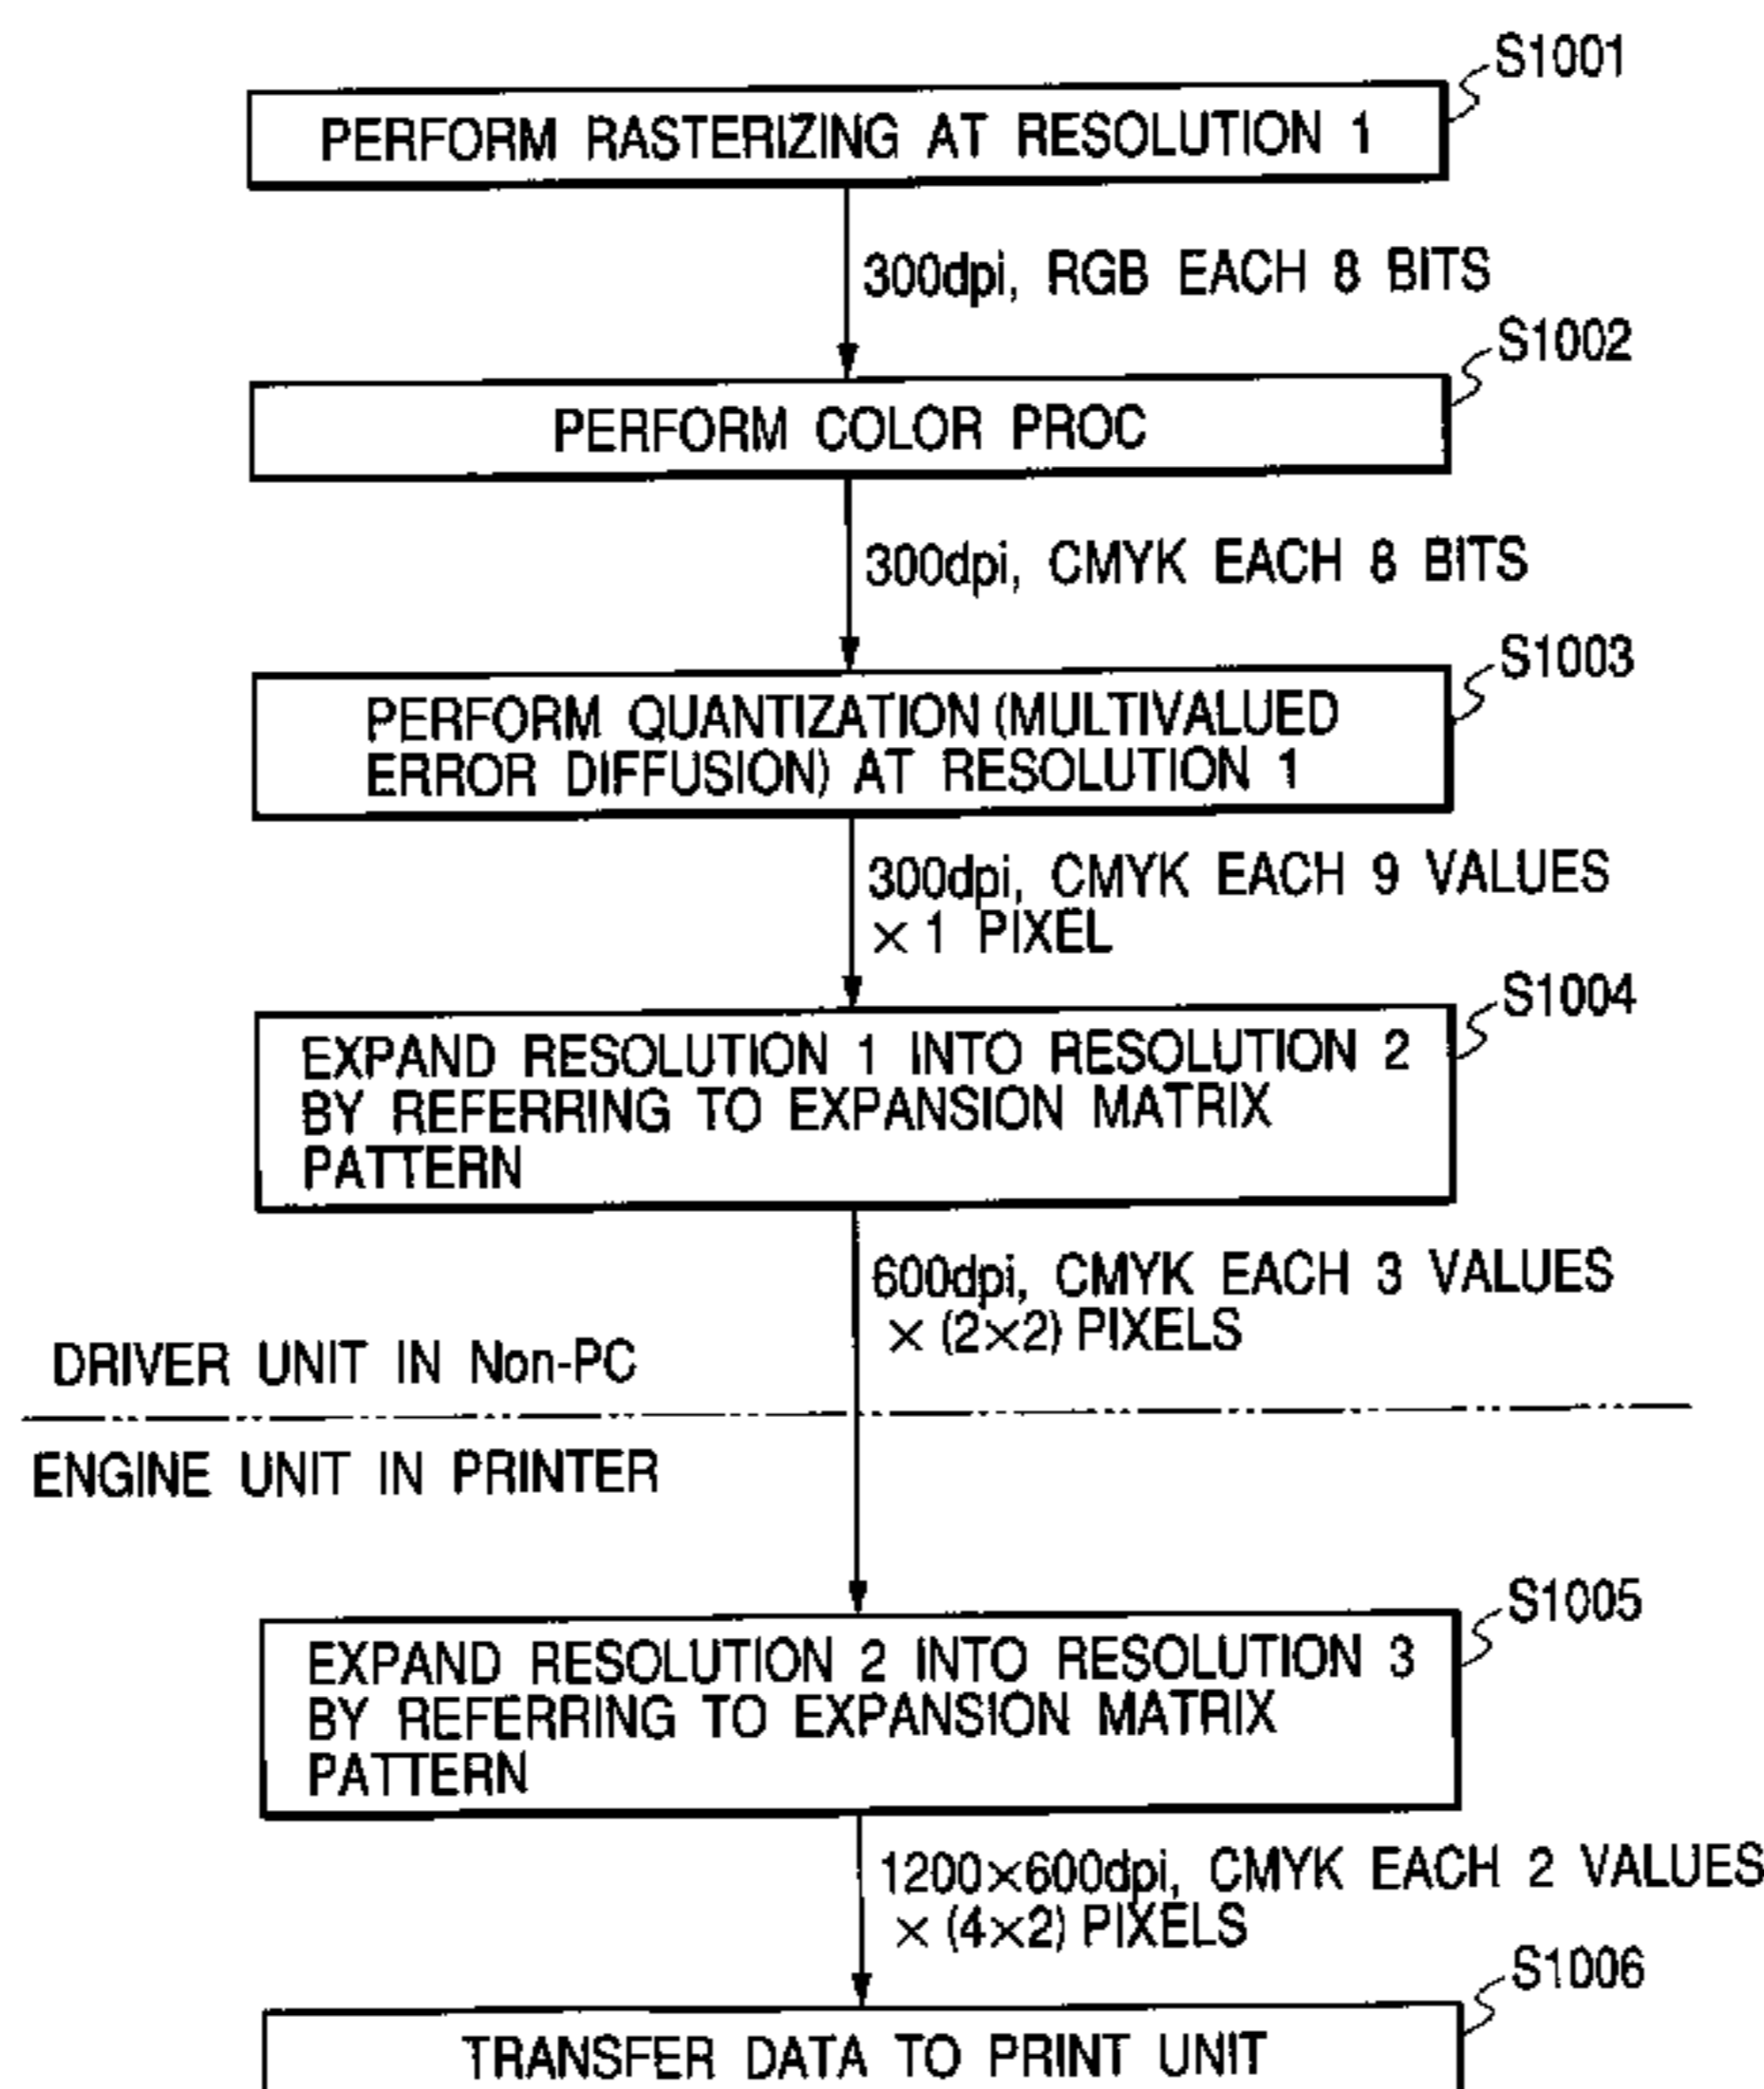 S1001
PERFORM RASTERIZING AT RESOLUTION 1
300dpi, RGB EACH 8 BITS
S1002
PERFORM COLOR PROC
300dpi, CMYK EACH 8 BITS
S1003
PERFORM QUANTIZATION (MULTIVALUED
ERROR DIFFUSION) AT RESOLUTION 1
300dpi, CMYK EACH 9 VALUES
× 1 PIXEL
S1004
EXPAND RESOLUTION 1 INTO RESOLUTION 2
BY REFERRING TO EXPANSION MATRIX
PATTERN
600dpi, CMYK EACH 3 VALUES
× (2×2) PIXELS
DRIVER UNIT IN Non-PC
ENGINE UNIT IN PRINTER
S1005
EXPAND RESOLUTION 2 INTO RESOLUTION 3
BY REFERRING TO EXPANSION MATRIX
PATTERN
1200×600dpi, CMYK EACH 2 VALUES
× (4×2) PIXELS
S1006
TRANSFER DATA TO PRINT UNIT